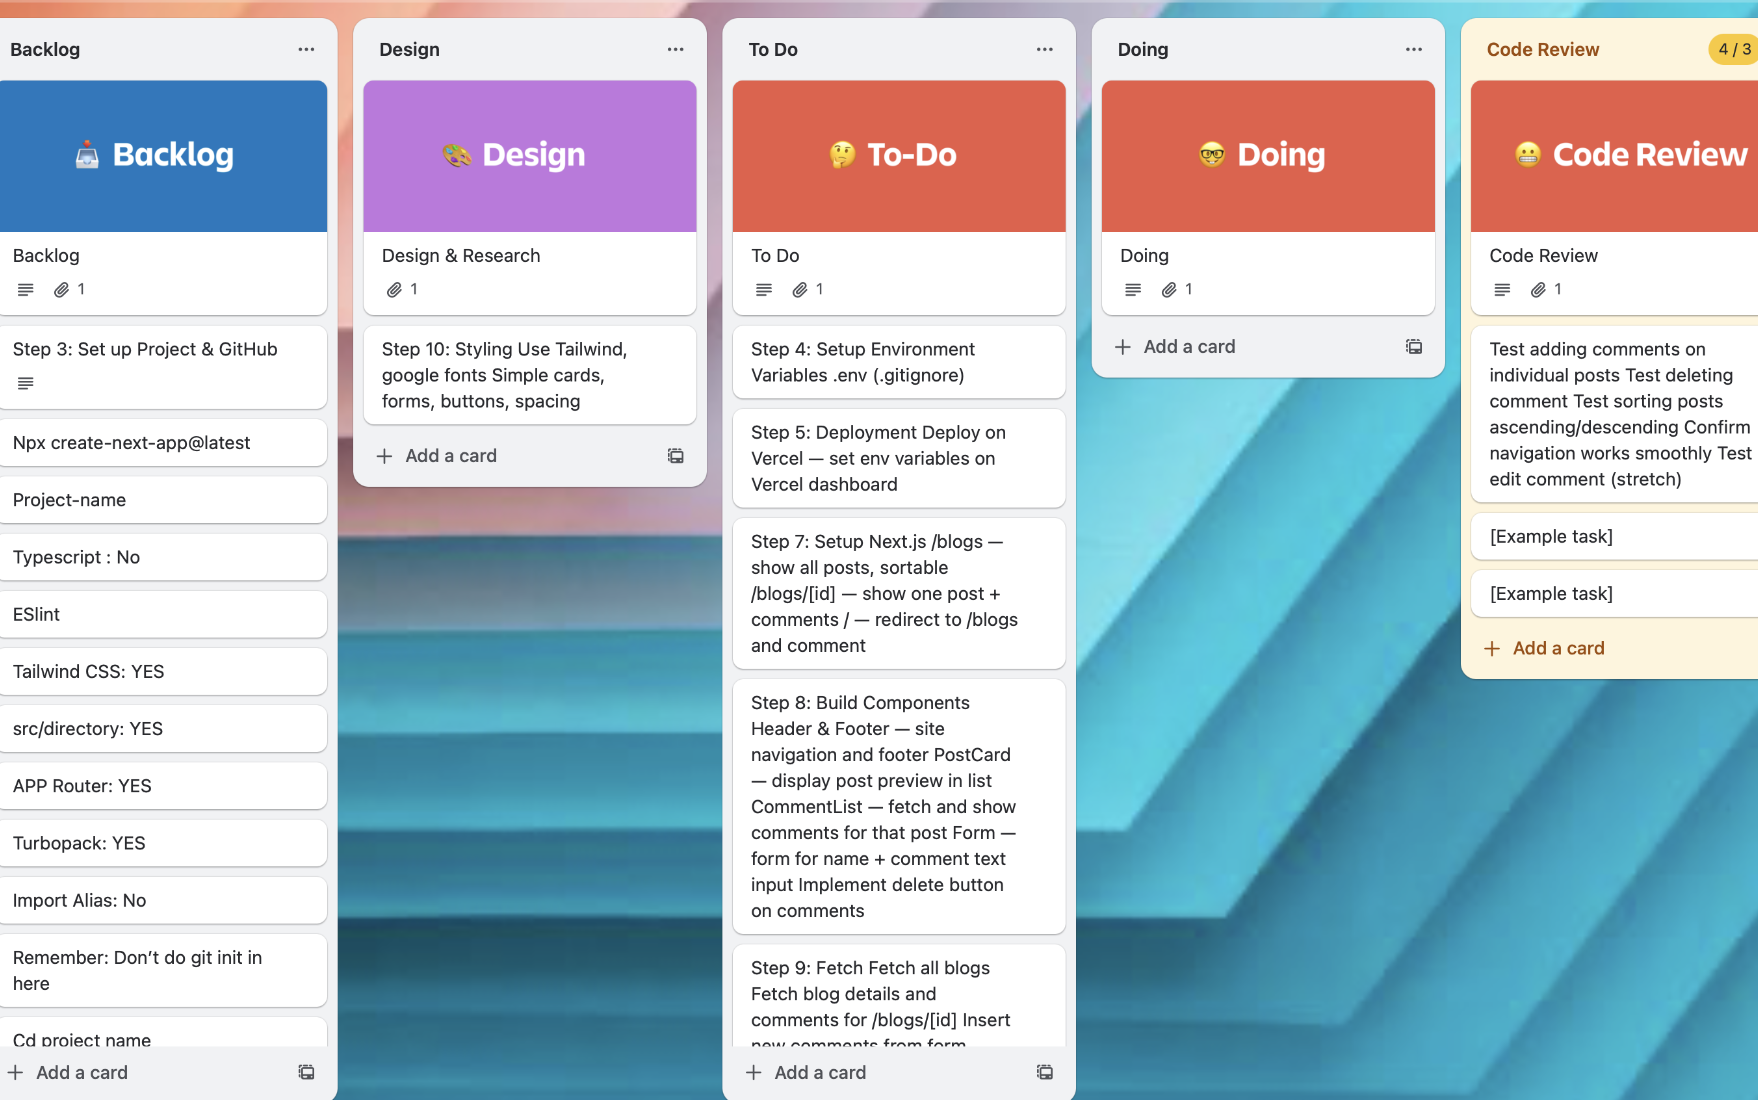 Backlog
Backlog
Backlog
1
Step 3: Set up Project & GitHub
Npx create-next-app@latest
Project-name
Typescript : No
ESlint
Tailwind CSS: YES
src/directory: YES
APP Router: YES
Turbopack: YES
Import Alias: No
Remember: Don’t do git init in
here
Cd project name
+ Add a card
Design
Design
Design & Research
1
Step 10: Styling Use Tailwind,
google fonts Simple cards,
forms, buttons, spacing
+ Add a card
To Do
To-Do
To Do
1
Step 4: Setup Environment
Variables .env (.gitignore)
Step 5: Deployment Deploy on
Vercel — set env variables on
Vercel dashboard
Step 7: Setup Next.js /blogs —
show all posts, sortable
/blogs/[id] — show one post +
comments / — redirect to /blogs
and comment
Step 8: Build Components
Header & Footer — site
navigation and footer PostCard
— display post preview in list
CommentList — fetch and show
comments for that post Form —
form for name + comment text
input Implement delete button
on comments
Step 9: Fetch Fetch all blogs
Fetch blog details and
comments for /blogs/[id] Insert
new comments from form
+ Add a card
Doing
Doing
Doing
1
+ Add a card
Code Review
4 / 3
Code Review
Code Review
1
Test adding comments on
individual posts Test deleting
comment Test sorting posts
ascending/descending Confirm
navigation works smoothly Test
edit comment (stretch)
[Example task]
[Example task]
+ Add a card